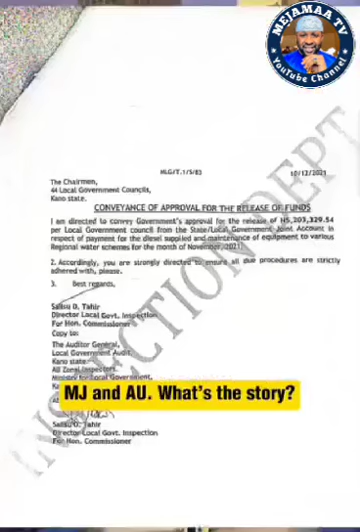 MEJAMAA TV
YouTube Channel
MLG/T.1/S/83
10/12/2021
The Chairmen,
44 Local Government Councils,
Kano state.
CONVEYANCE OF APPROVAL FOR THE RELEASE OF FUNDS
I am directed to convey Government's approval for the release of N5,203,329.54
per Local Government council from the State/Local Government Joint Account in
respect of payment for the diesel supplied and maintenance of equipment to various
Regional water schemes for the month of November, 2021.
2. Accordingly, you are strongly directed to ensure all due procedures are strictly
adhered with, please.
3. Best regards,
Salisu D. Tahir
Director Local Govt. Inspection
For Hon. Commissioner
Copy to:
The Auditor General,
Local Government Audit,
Kano state.
All Zonal Inspectors,
Ministry for Local Government,
MJ and AU. What's the story?
Salisu D. Tahir
Director Local Govt. Inspection
For Hon. Commissioner
INSPECTION DEPT